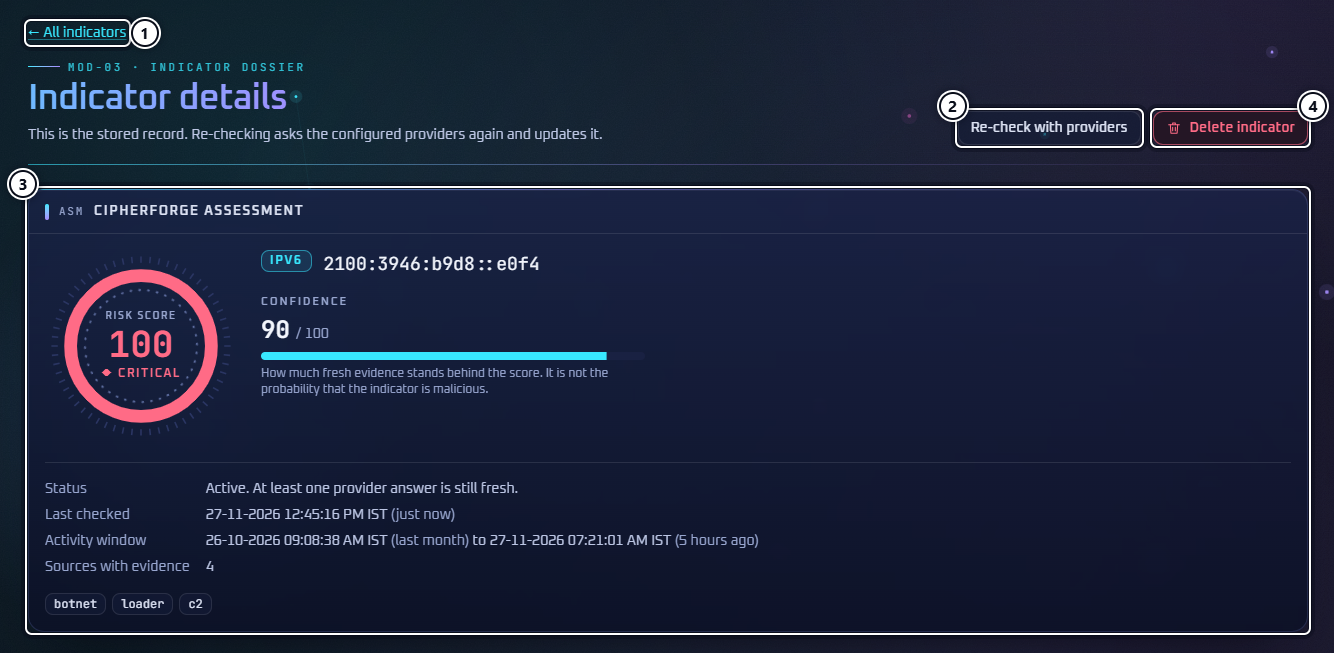 ← All indicators 1
MOD-03 · INDICATOR DOSSIER
Indicator details
This is the stored record. Re-checking asks the configured providers again and updates it.
2 Re-check with providers
4 Delete indicator
3
ASM CIPHERFORGE ASSESSMENT
RISK SCORE
100
CRITICAL
IPV6 2100:3946:b9d8::e0f4
CONFIDENCE
90 / 100
How much fresh evidence stands behind the score. It is not the
probability that the indicator is malicious.
Status Active. At least one provider answer is still fresh.
Last checked 27-11-2026 12:45:16 PM IST (just now)
Activity window 26-10-2026 09:08:38 AM IST (last month) to 27-11-2026 07:21:01 AM IST (5 hours ago)
Sources with evidence 4
botnet loader c2